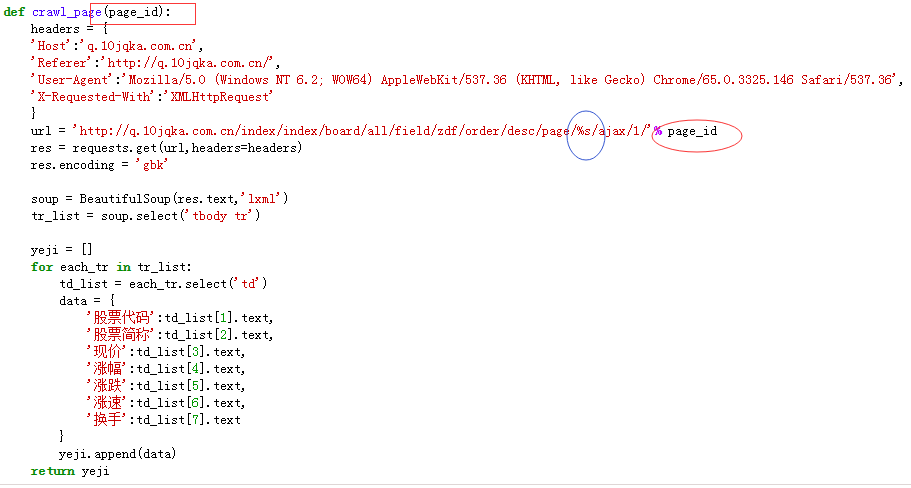 def crawl_page(page_id):
    headers = {
    'Host':'q.10jqka.com.cn',
    'Referer':'http://q.10jqka.com.cn/',
    'User-Agent':'Mozilla/5.0 (Windows NT 6.2; WOW64) AppleWebKit/537.36 (KHTML, like Gecko) Chrome/65.0.3325.146 Safari/537.36',
    'X-Requested-With':'XMLHttpRequest'
    }
    url = 'http://q.10jqka.com.cn/index/index/board/all/field/zdf/order/desc/page/%s/ajax/1/'% page_id
    res = requests.get(url,headers=headers)
    res.encoding = 'gbk'

    soup = BeautifulSoup(res.text,'lxml')
    tr_list = soup.select('tbody tr')

    yeji = []
    for each_tr in tr_list:
        td_list = each_tr.select('td')
        data = {
            '股票代码':td_list[1].text,
            '股票简称':td_list[2].text,
            '现价':td_list[3].text,
            '涨幅':td_list[4].text,
            '涨跌':td_list[5].text,
            '涨速':td_list[6].text,
            '换手':td_list[7].text
        }
        yeji.append(data)
    return yeji